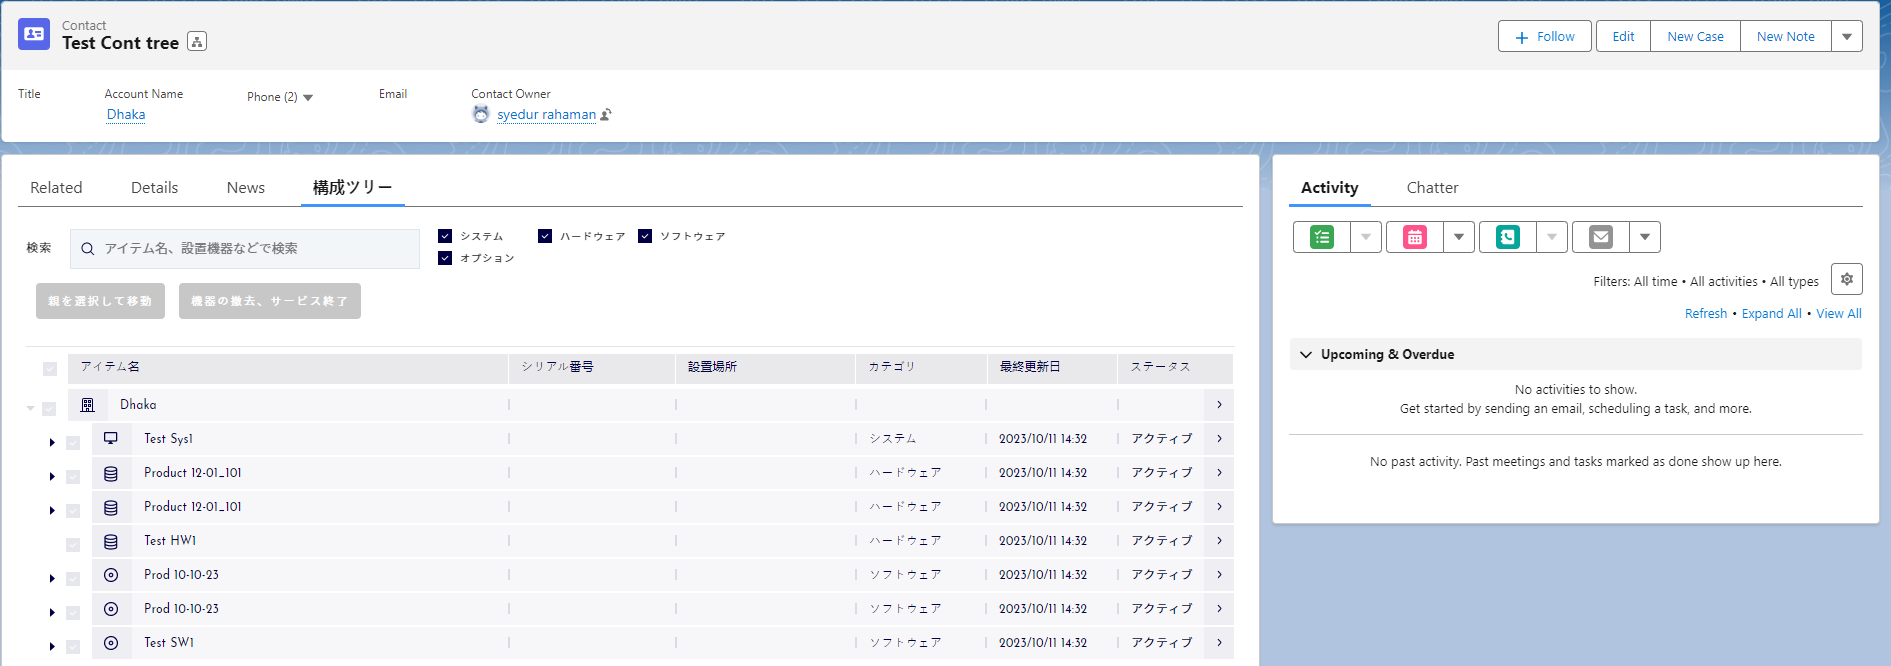 Contact
Test Cont tree
Follow Edit New Case New Note
Title Account Name Phone (2) Email Contact Owner
Dhaka syedur rahaman
Related Details News 構成ツリー
検索 アイテム名、設置機器などで検索 システム ハードウェア ソフトウェア
オプション
親を選択して移動 機器の撤去、サービス終了
アイテム名 シリアル番号 設置場所 カテゴリ 最終更新日 ステータス
Dhaka
Test Sys1 システム 2023/10/11 14:32 アクティブ
Product 12-01_101 ハードウェア 2023/10/11 14:32 アクティブ
Product 12-01_101 ハードウェア 2023/10/11 14:32 アクティブ
Test HW1 ハードウェア 2023/10/11 14:32 アクティブ
Prod 10-10-23 ソフトウェア 2023/10/11 14:32 アクティブ
Prod 10-10-23 ソフトウェア 2023/10/11 14:32 アクティブ
Test SW1 ソフトウェア 2023/10/11 14:32 アクティブ
Activity Chatter
Filters: All time • All activities • All types
Refresh • Expand All • View All
Upcoming & Overdue
No activities to show.
Get started by sending an email, scheduling a task, and more.
No past activity. Past meetings and tasks marked as done show up here.